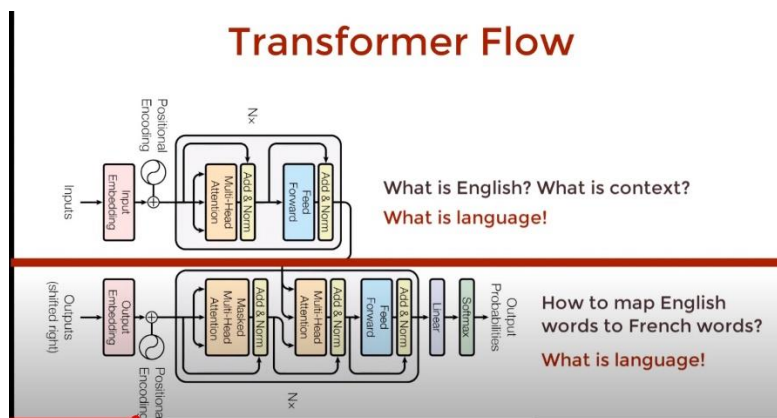 Transformer Flow
Inputs
Input
Embedding
Positional
Encoding
Nx
Multi-Head
Attention
Add & Norm
Feed
Forward
Add & Norm
What is English? What is context?
What is language!
Outputs
(shifted right)
Output
Embedding
Positional
Encoding
Masked
Multi-Head
Attention
Add & Norm
Multi-Head
Attention
Add & Norm
Feed
Forward
Add & Norm
Nx
Linear
Softmax
Output
Probabilities
How to map English
words to French words?
What is language!